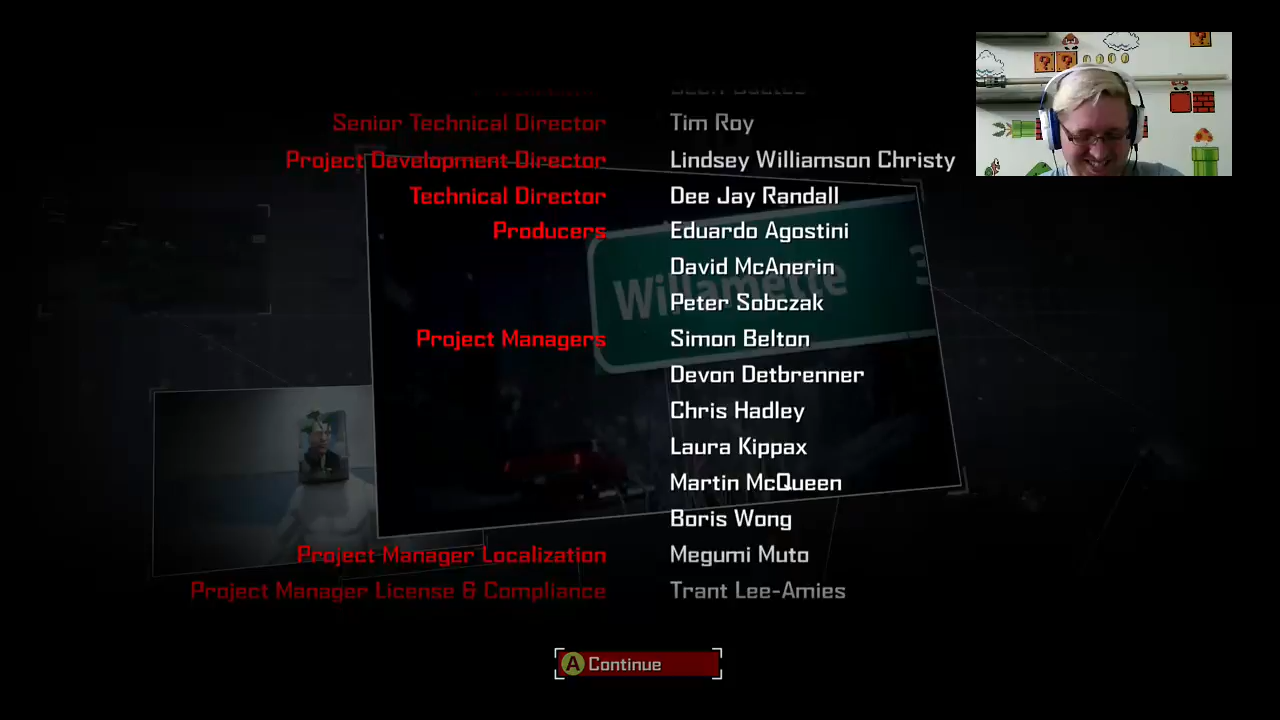 Senior Technical Director Tim Roy
Project Development Director Lindsey Williamson Christy
Technical Director Dee Jay Randall
Producers Eduardo Agostini
David McAnerin
Peter Sobczak
Project Managers Simon Belton
Devon Detbrenner
Chris Hadley
Laura Kippax
Martin McQueen
Boris Wong
Project Manager Localization Megumi Muto
Project Manager License & Compliance Trant Lee-Amies
Willamette 3
A Continue